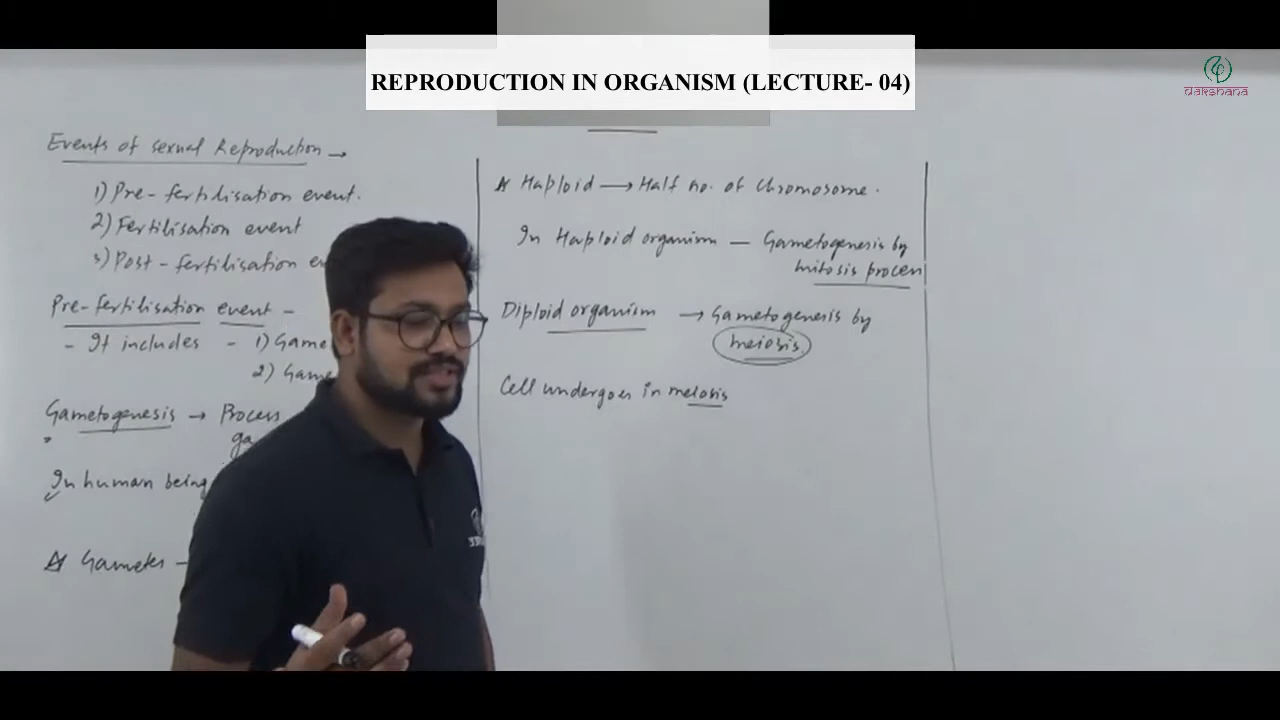 REPRODUCTION IN ORGANISM (LECTURE- 04)
Nakshana
Events of sexual Reproduction →
1) Pre-fertilisation event.
2) Fertilisation event
3) Post-fertilisation
Pre-fertilisation event -
- It includes - 1) Game
2) Game
Gametogenesis → Process
ga
In human being
☆ Gametes -
☆ Haploid → Half no. of Chromosome.
In Haploid organism — Gametogenesis by
mitosis process
Diploid organism → Gametogenesis by
meiosis.
Cell undergoes in meiosis